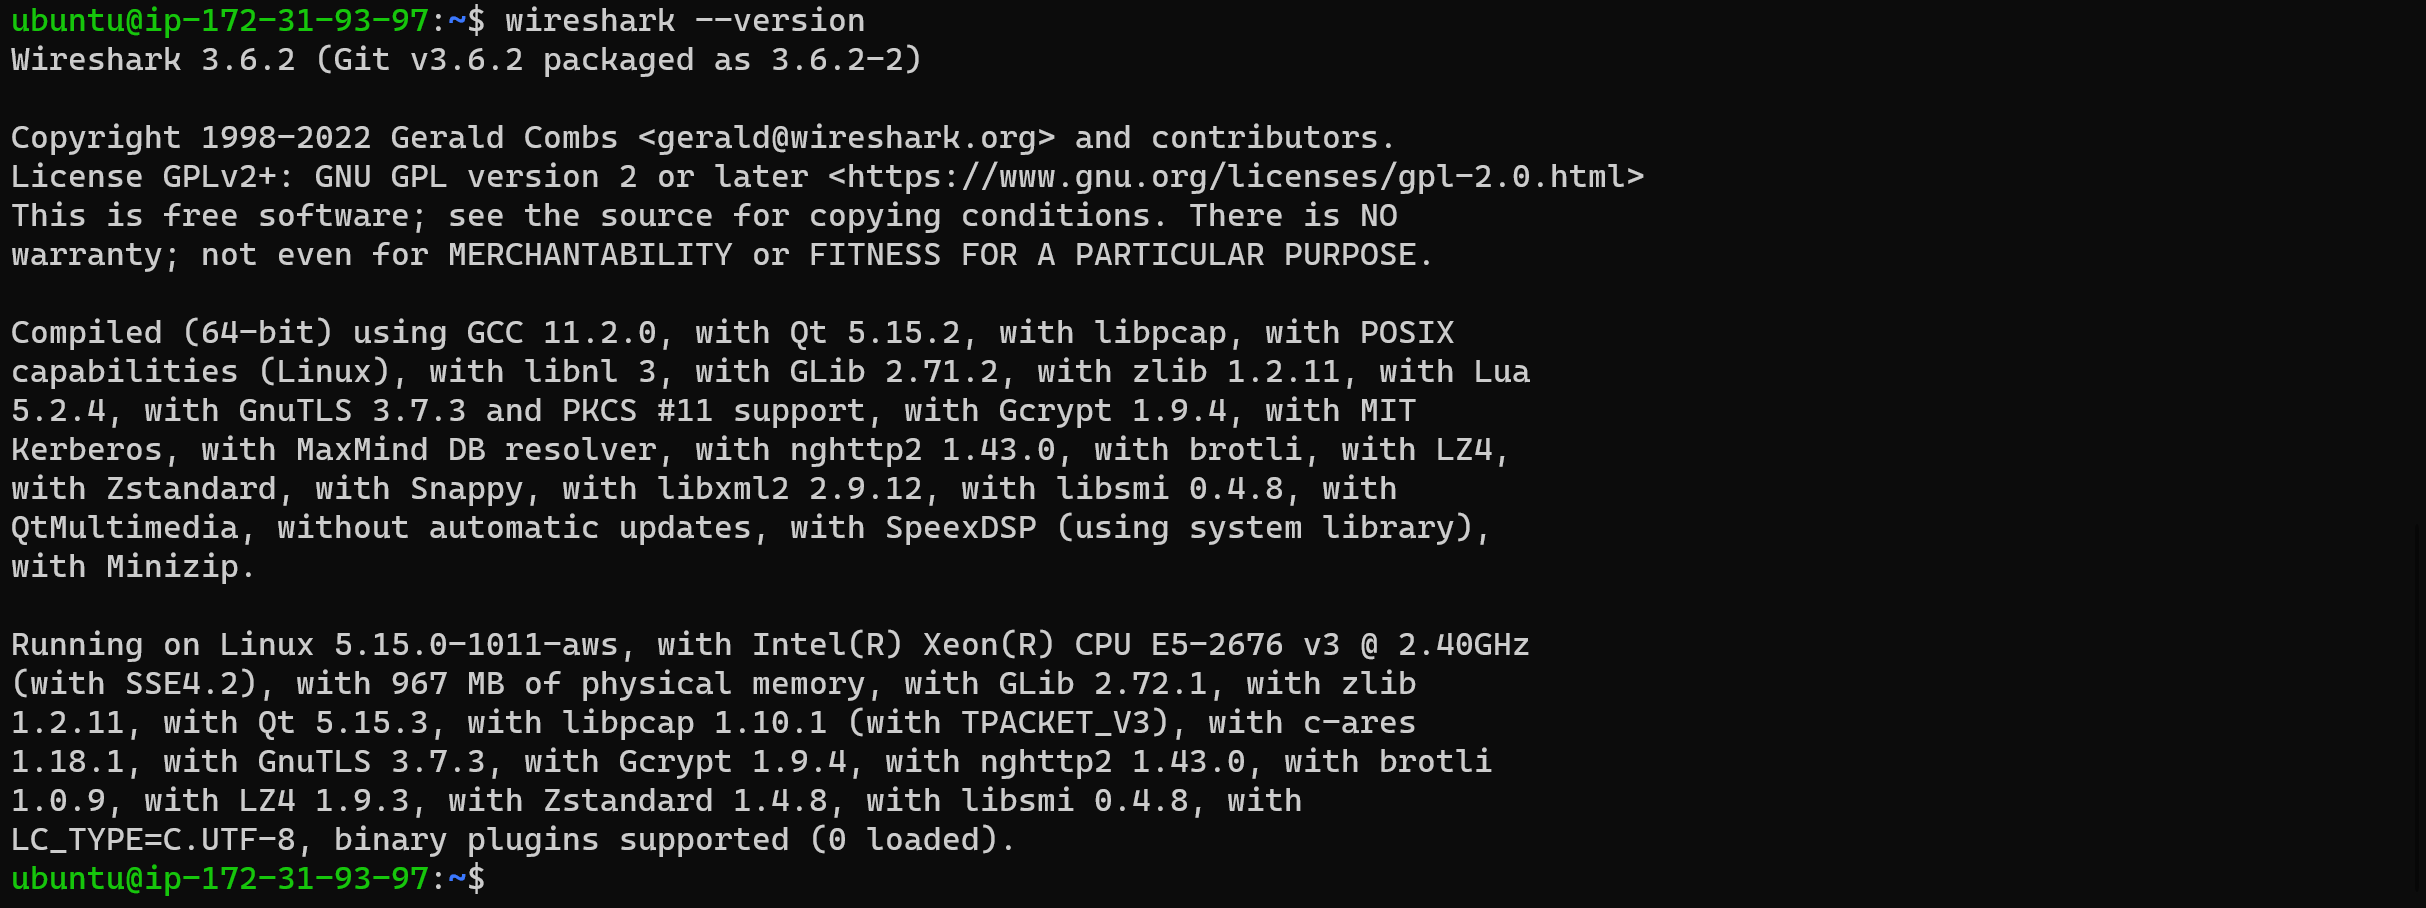 ubuntu@ip-172-31-93-97:~$ wireshark --version
Wireshark 3.6.2 (Git v3.6.2 packaged as 3.6.2-2)
Copyright 1998-2022 Gerald Combs <gerald@wireshark.org> and contributors.
License GPLv2+: GNU GPL version 2 or later <https://www.gnu.org/licenses/gpl-2.0.html>
This is free software; see the source for copying conditions. There is NO
warranty; not even for MERCHANTABILITY or FITNESS FOR A PARTICULAR PURPOSE.
Compiled (64-bit) using GCC 11.2.0, with Qt 5.15.2, with libpcap, with POSIX
capabilities (Linux), with libnl 3, with GLib 2.71.2, with zlib 1.2.11, with Lua
5.2.4, with GnuTLS 3.7.3 and PKCS #11 support, with Gcrypt 1.9.4, with MIT
Kerberos, with MaxMind DB resolver, with nghttp2 1.43.0, with brotli, with LZ4,
with Zstandard, with Snappy, with libxml2 2.9.12, with libsmi 0.4.8, with
QtMultimedia, without automatic updates, with SpeexDSP (using system library),
with Minizip.
Running on Linux 5.15.0-1011-aws, with Intel(R) Xeon(R) CPU E5-2676 v3 @ 2.40GHz
(with SSE4.2), with 967 MB of physical memory, with GLib 2.72.1, with zlib
1.2.11, with Qt 5.15.3, with libpcap 1.10.1 (with TPACKET_V3), with c-ares
1.18.1, with GnuTLS 3.7.3, with Gcrypt 1.9.4, with nghttp2 1.43.0, with brotli
1.0.9, with LZ4 1.9.3, with Zstandard 1.4.8, with libsmi 0.4.8, with
LC_TYPE=C.UTF-8, binary plugins supported (0 loaded).
ubuntu@ip-172-31-93-97:~$